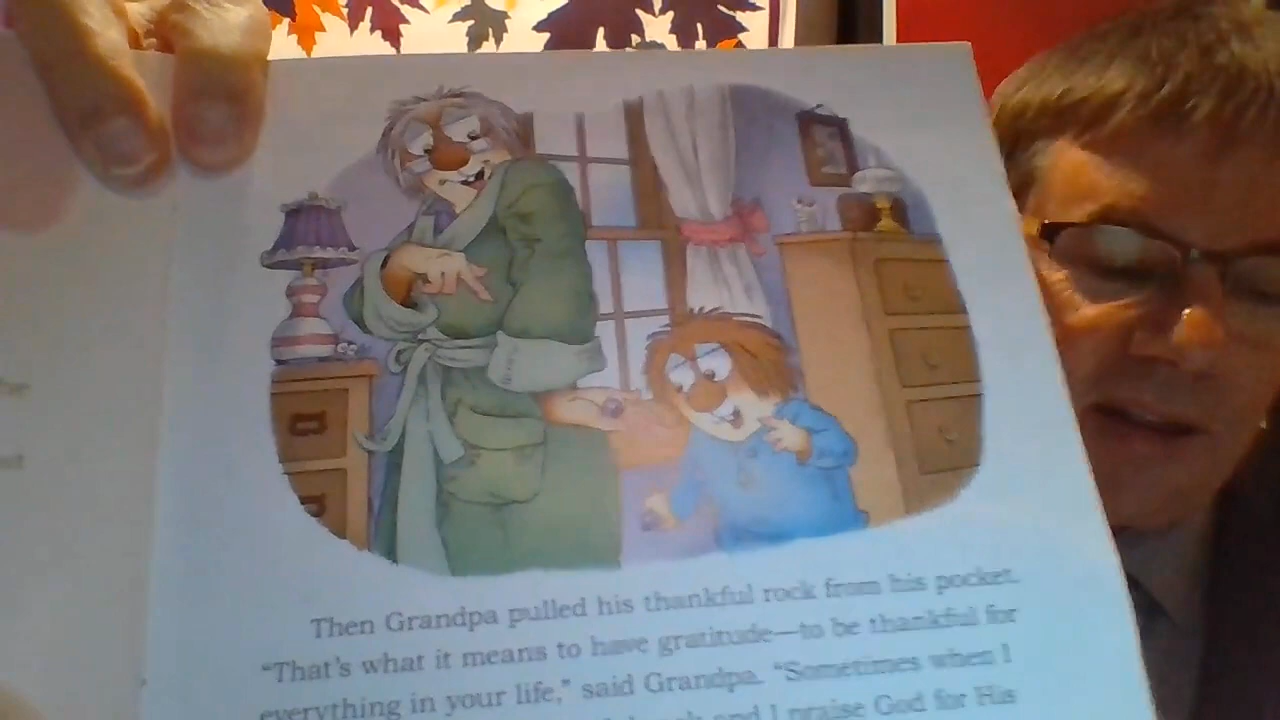 Then Grandpa pulled his thankful rock from his pocket.
“That’s what it means to have gratitude—to be thankful for
everything in your life,” said Grandpa. “Sometimes when I
and I praise God for His